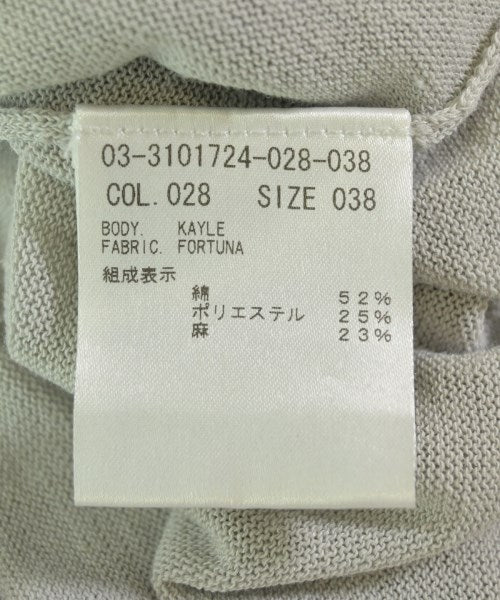 03-3101724-028-038
COL.028 SIZE 038
BODY. KAYLE
FABRIC. FORTUNA
組成表示
綿 52%
ポリエステル 25%
麻 23%